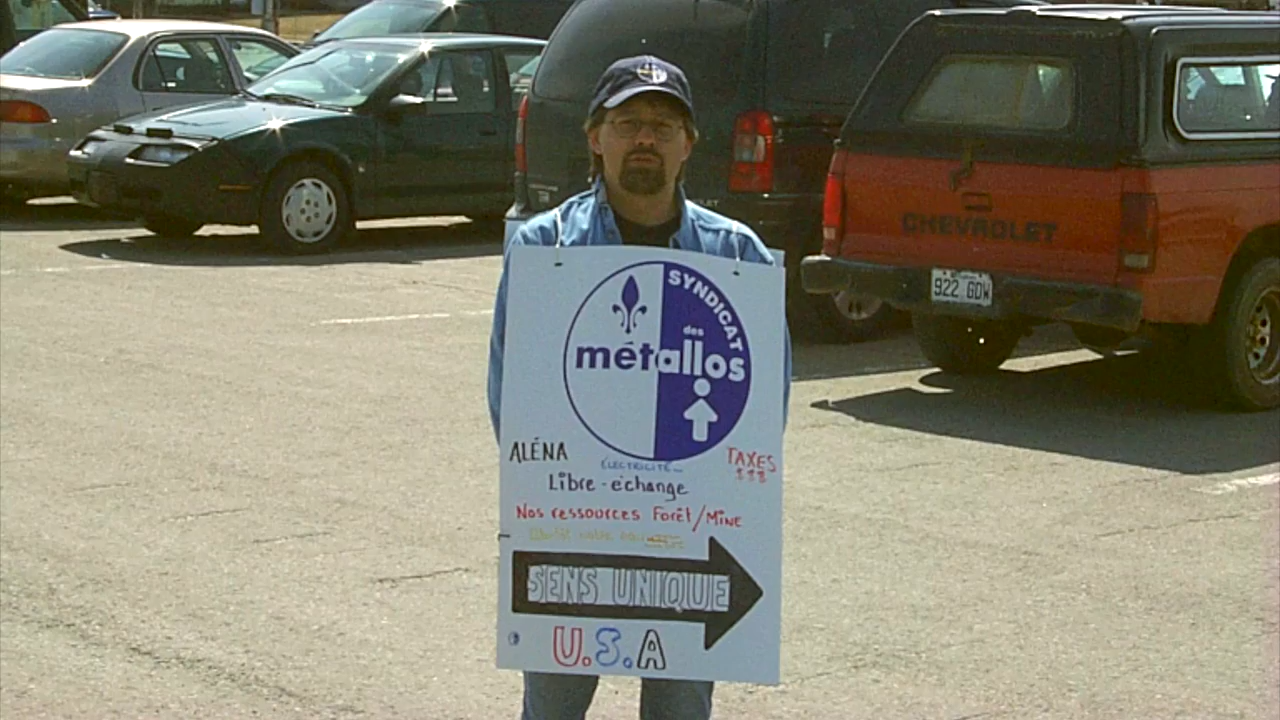 CHEVROLET
922 GDW
SYNDICAT
des
métallos
ALÉNA
ÉLECTRICITÉ...
TAXES
$$$
Libre-échange
Nos ressources Forêt/MINE
SENS UNIQUE
U.S.A